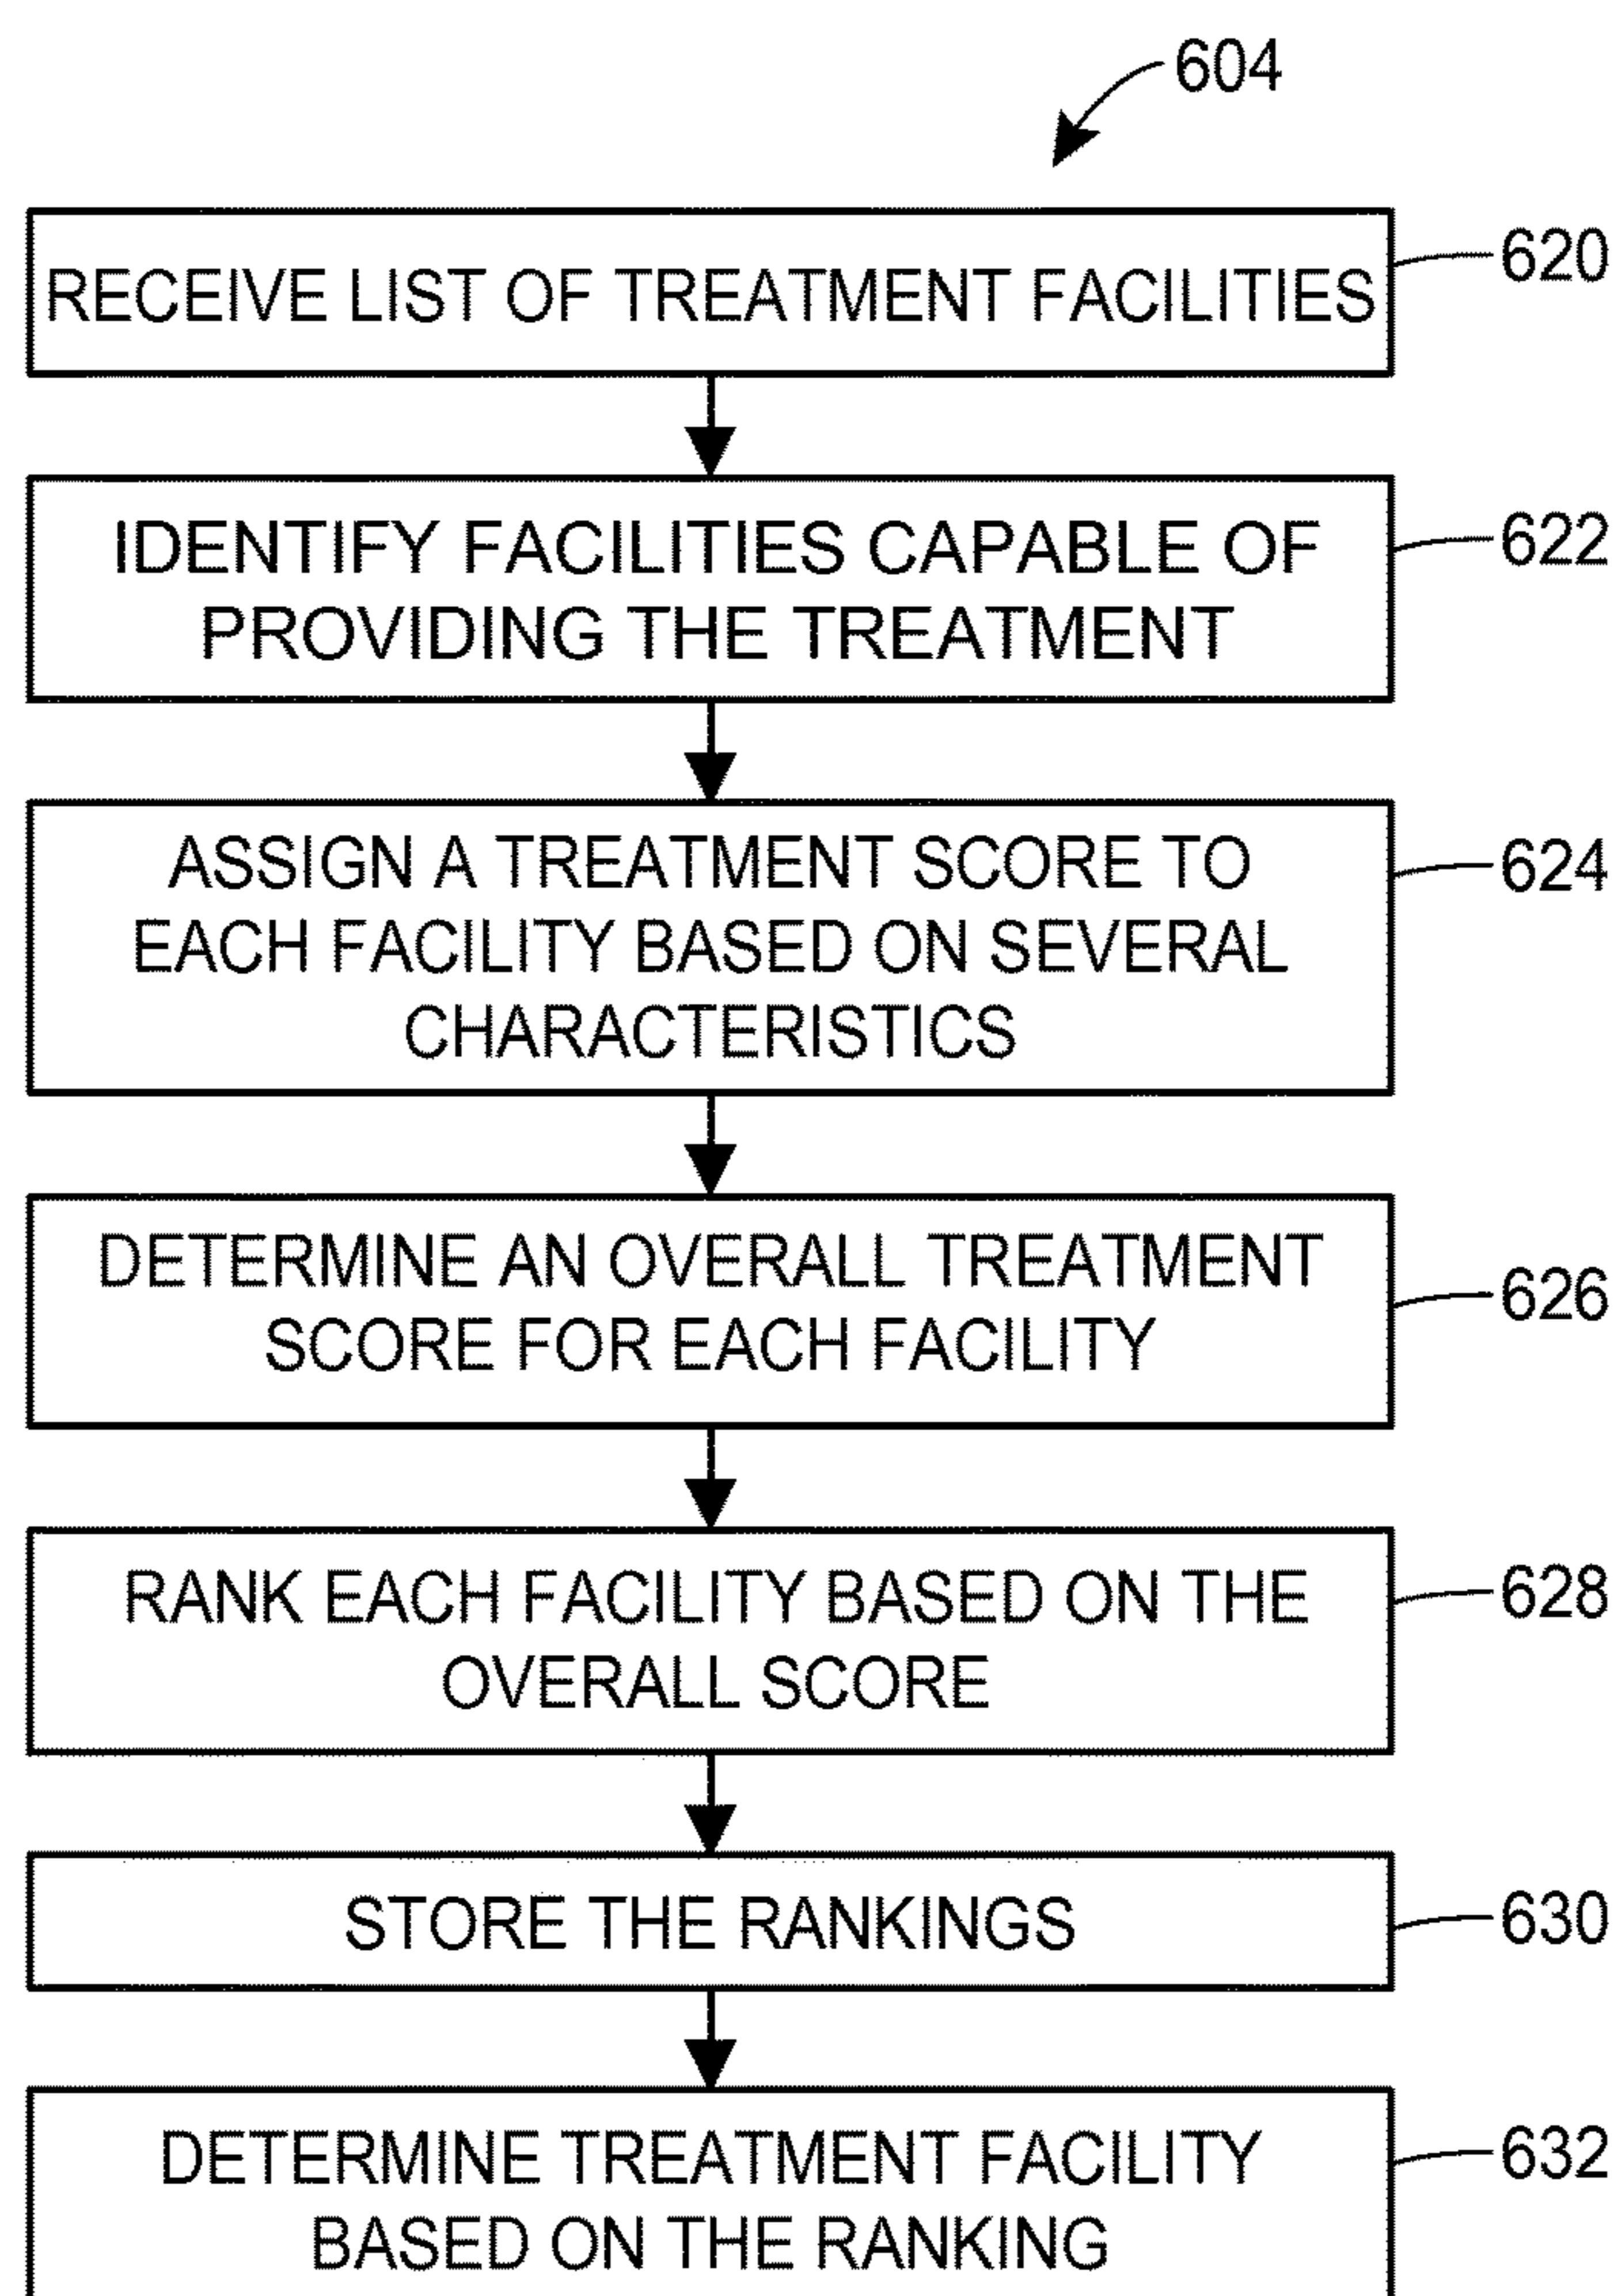 604
RECEIVE LIST OF TREATMENT FACILITIES
620
IDENTIFY FACILITIES CAPABLE OF
PROVIDING THE TREATMENT
622
ASSIGN A TREATMENT SCORE TO
EACH FACILITY BASED ON SEVERAL
CHARACTERISTICS
624
DETERMINE AN OVERALL TREATMENT
SCORE FOR EACH FACILITY
626
RANK EACH FACILITY BASED ON THE
OVERALL SCORE
628
STORE THE RANKINGS
630
DETERMINE TREATMENT FACILITY
BASED ON THE RANKING
632